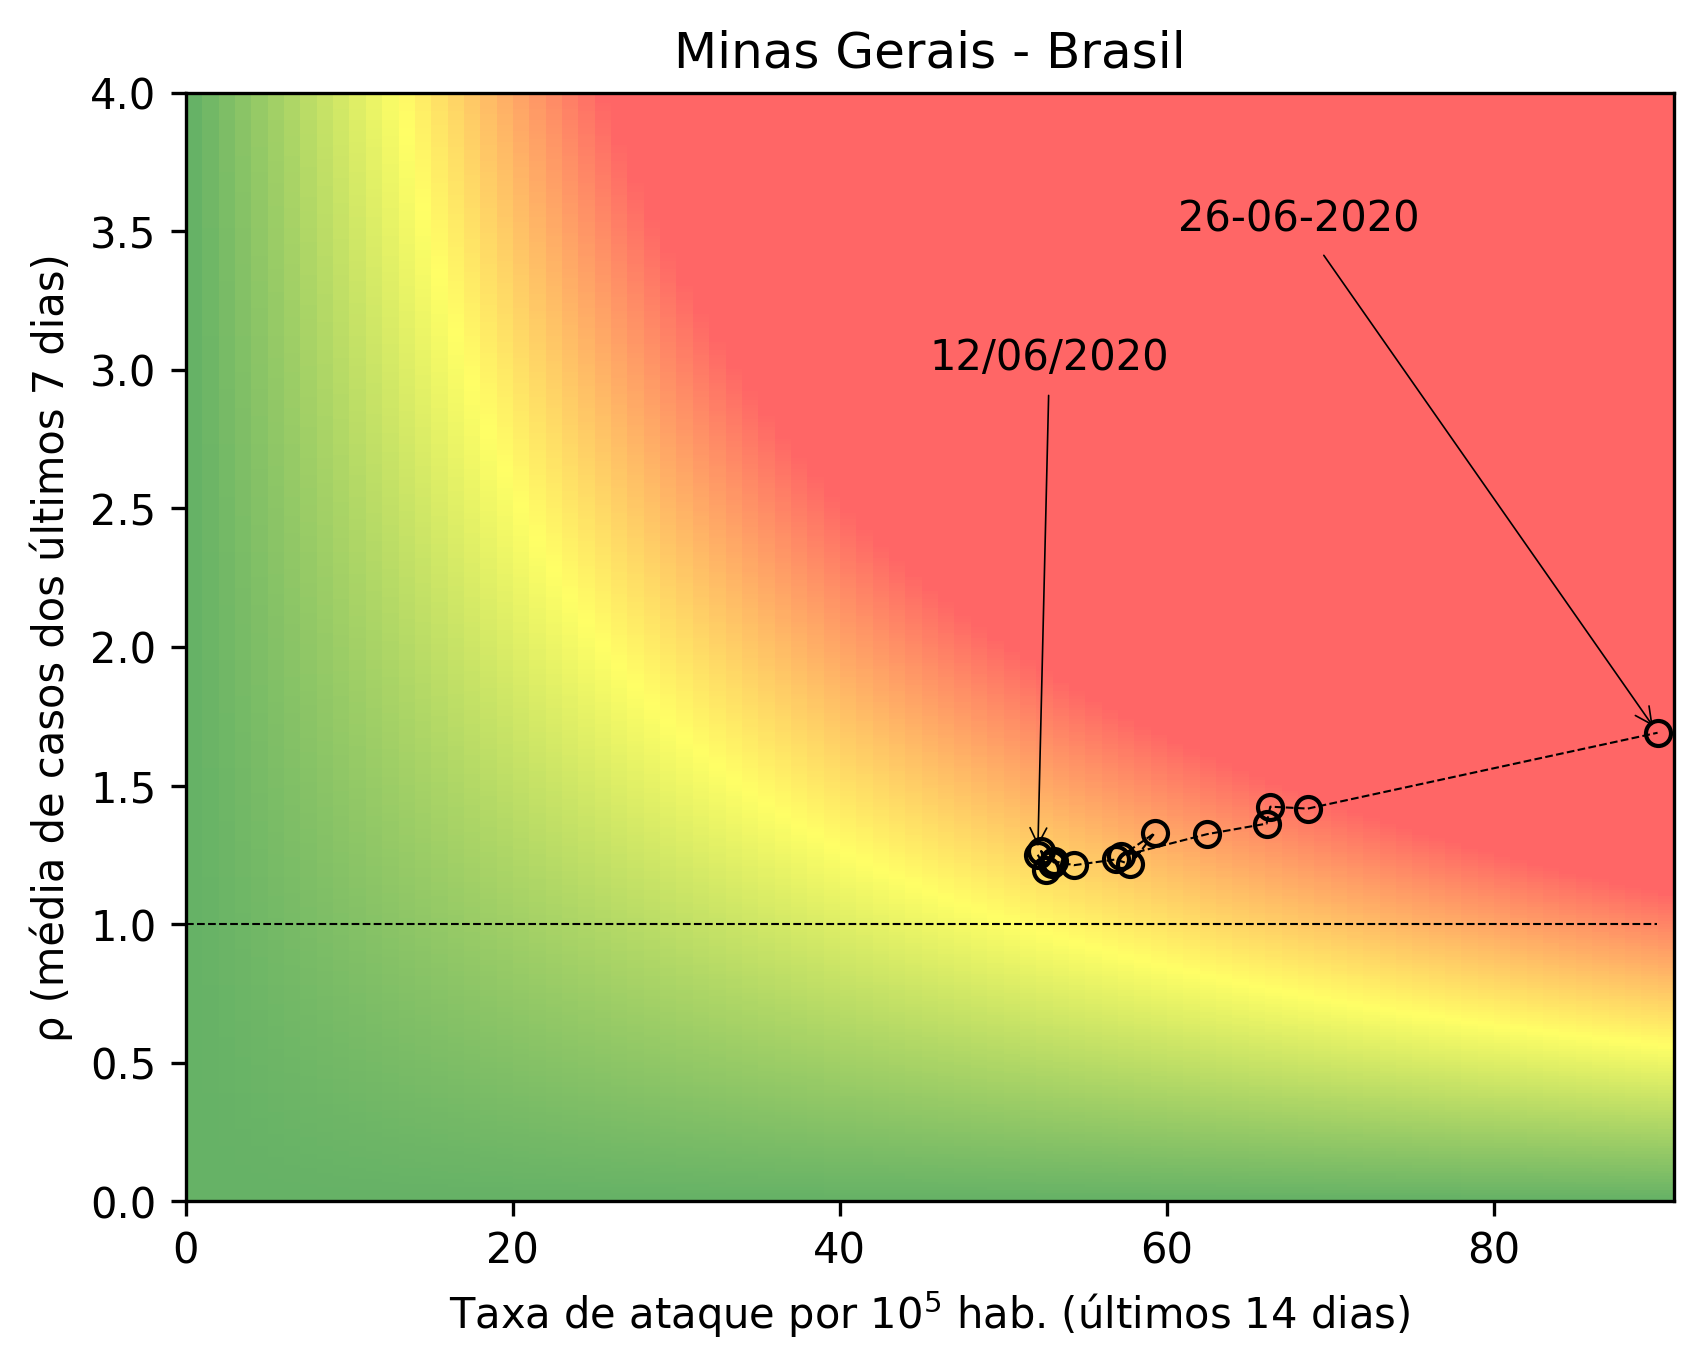 Minas Gerais - Brasil
ρ (média de casos dos últimos 7 dias)
4.0
3.5
3.0
2.5
2.0
1.5
1.0
0.5
0.0
26-06-2020
12/06/2020
0 20 40 60 80
Taxa de ataque por 10⁵ hab. (últimos 14 dias)